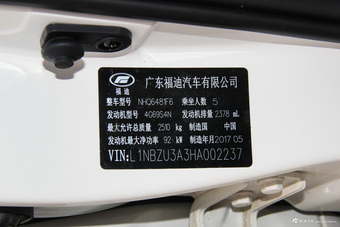 福迪
广东福迪汽车有限公司
整车型号 NHQ6481F6 乘坐人数 5
发动机型号 4G69S4N 发动机排量 2378 mL
最大允许总质量 2510 kg 制造国 中国
发动机最大净功率 92 kW 制造年月 2017 05
VIN: L1NBZU3A3HA002237